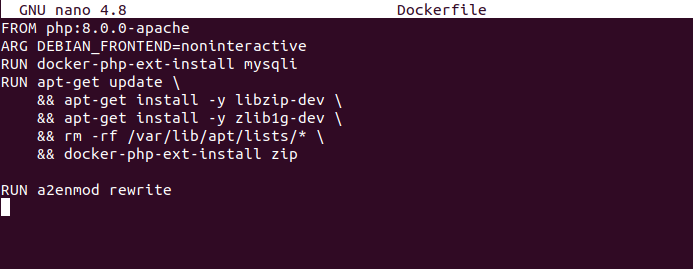 GNU nano 4.8 Dockerfile
FROM php:8.0.0-apache
ARG DEBIAN_FRONTEND=noninteractive
RUN docker-php-ext-install mysqli
RUN apt-get update \
    && apt-get install -y libzip-dev \
    && apt-get install -y zlib1g-dev \
    && rm -rf /var/lib/apt/lists/* \
    && docker-php-ext-install zip
RUN a2enmod rewrite